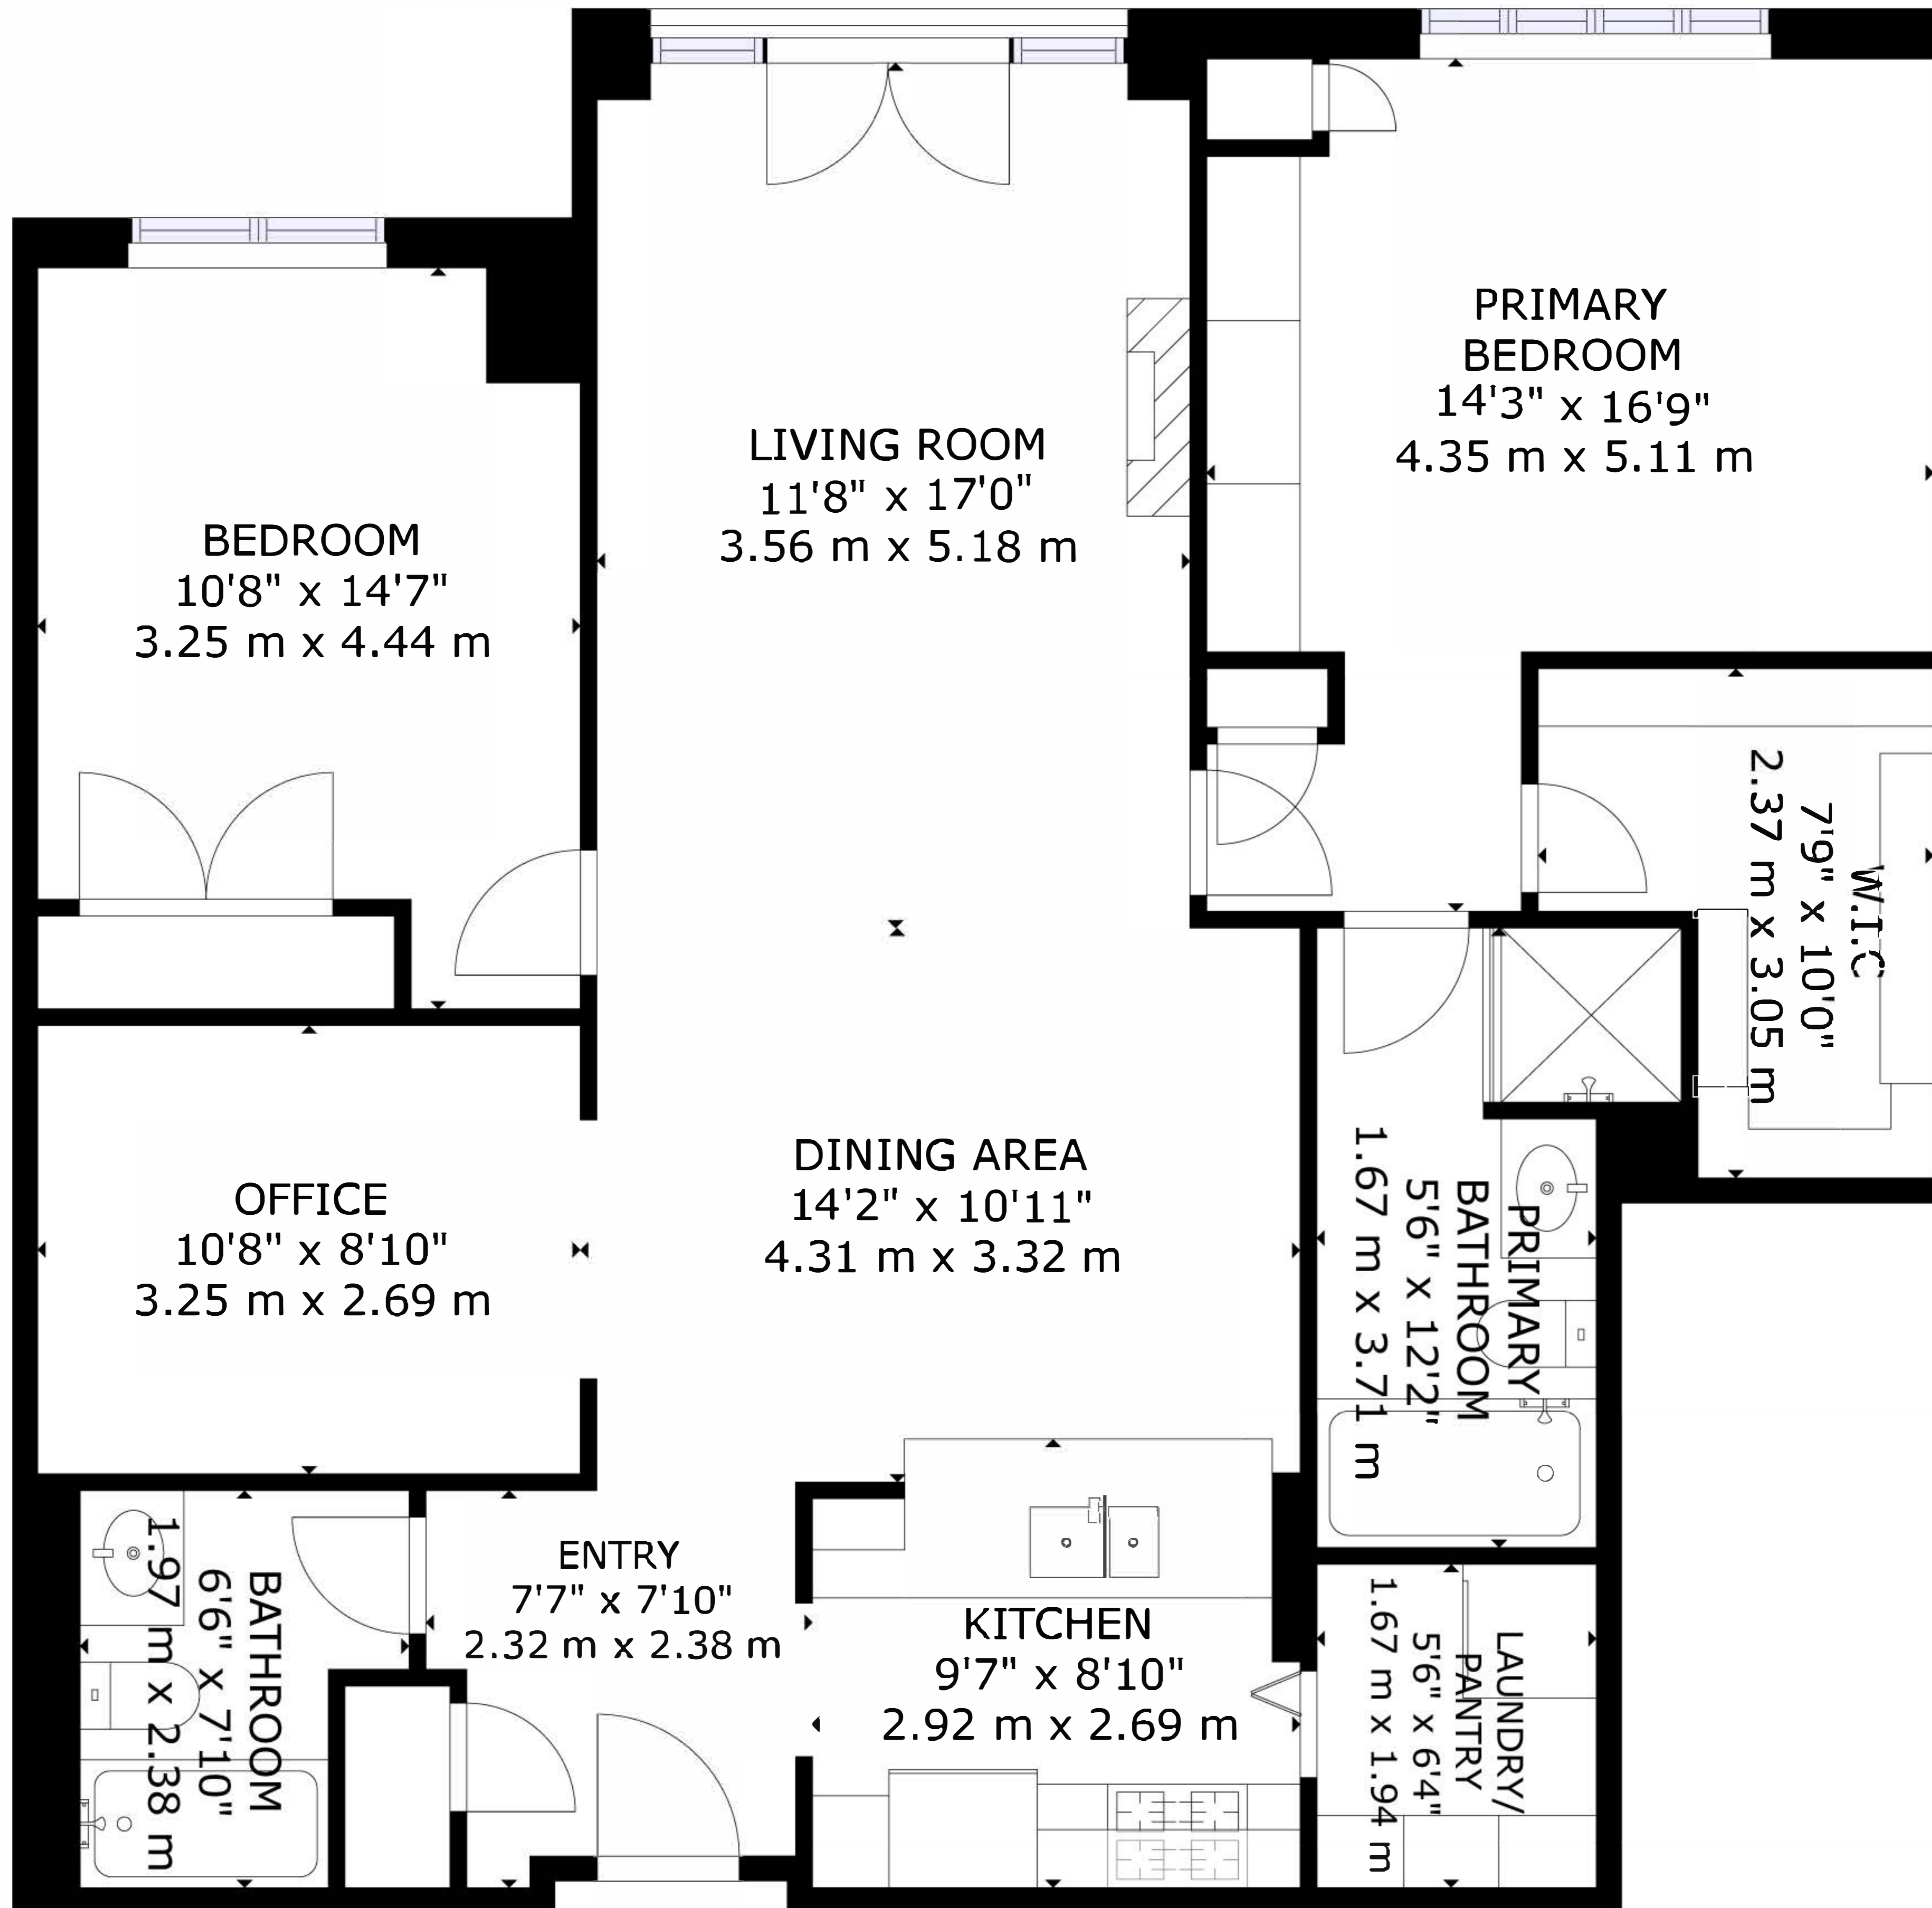 PRIMARY
BEDROOM
14'3" x 16'9"
4.35 m x 5.11 m
LIVING ROOM
11'8" x 17'0"
3.56 m x 5.18 m
BEDROOM
10'8" x 14'7"
3.25 m x 4.44 m
W.I.C
7'9" x 10'0"
2.37 m x 3.05 m
DINING AREA
14'2" x 10'11"
4.31 m x 3.32 m
OFFICE
10'8" x 8'10"
3.25 m x 2.69 m
PRIMARY
BATHROOM
5'6" x 12'2"
1.67 m x 3.71 m
ENTRY
7'7" x 7'10"
2.32 m x 2.38 m
BATHROOM
6'6" x 7'10"
1.97 m x 2.38 m
KITCHEN
9'7" x 8'10"
2.92 m x 2.69 m
LAUNDRY/
PANTRY
5'6" x 6'4"
1.67 m x 1.94 m